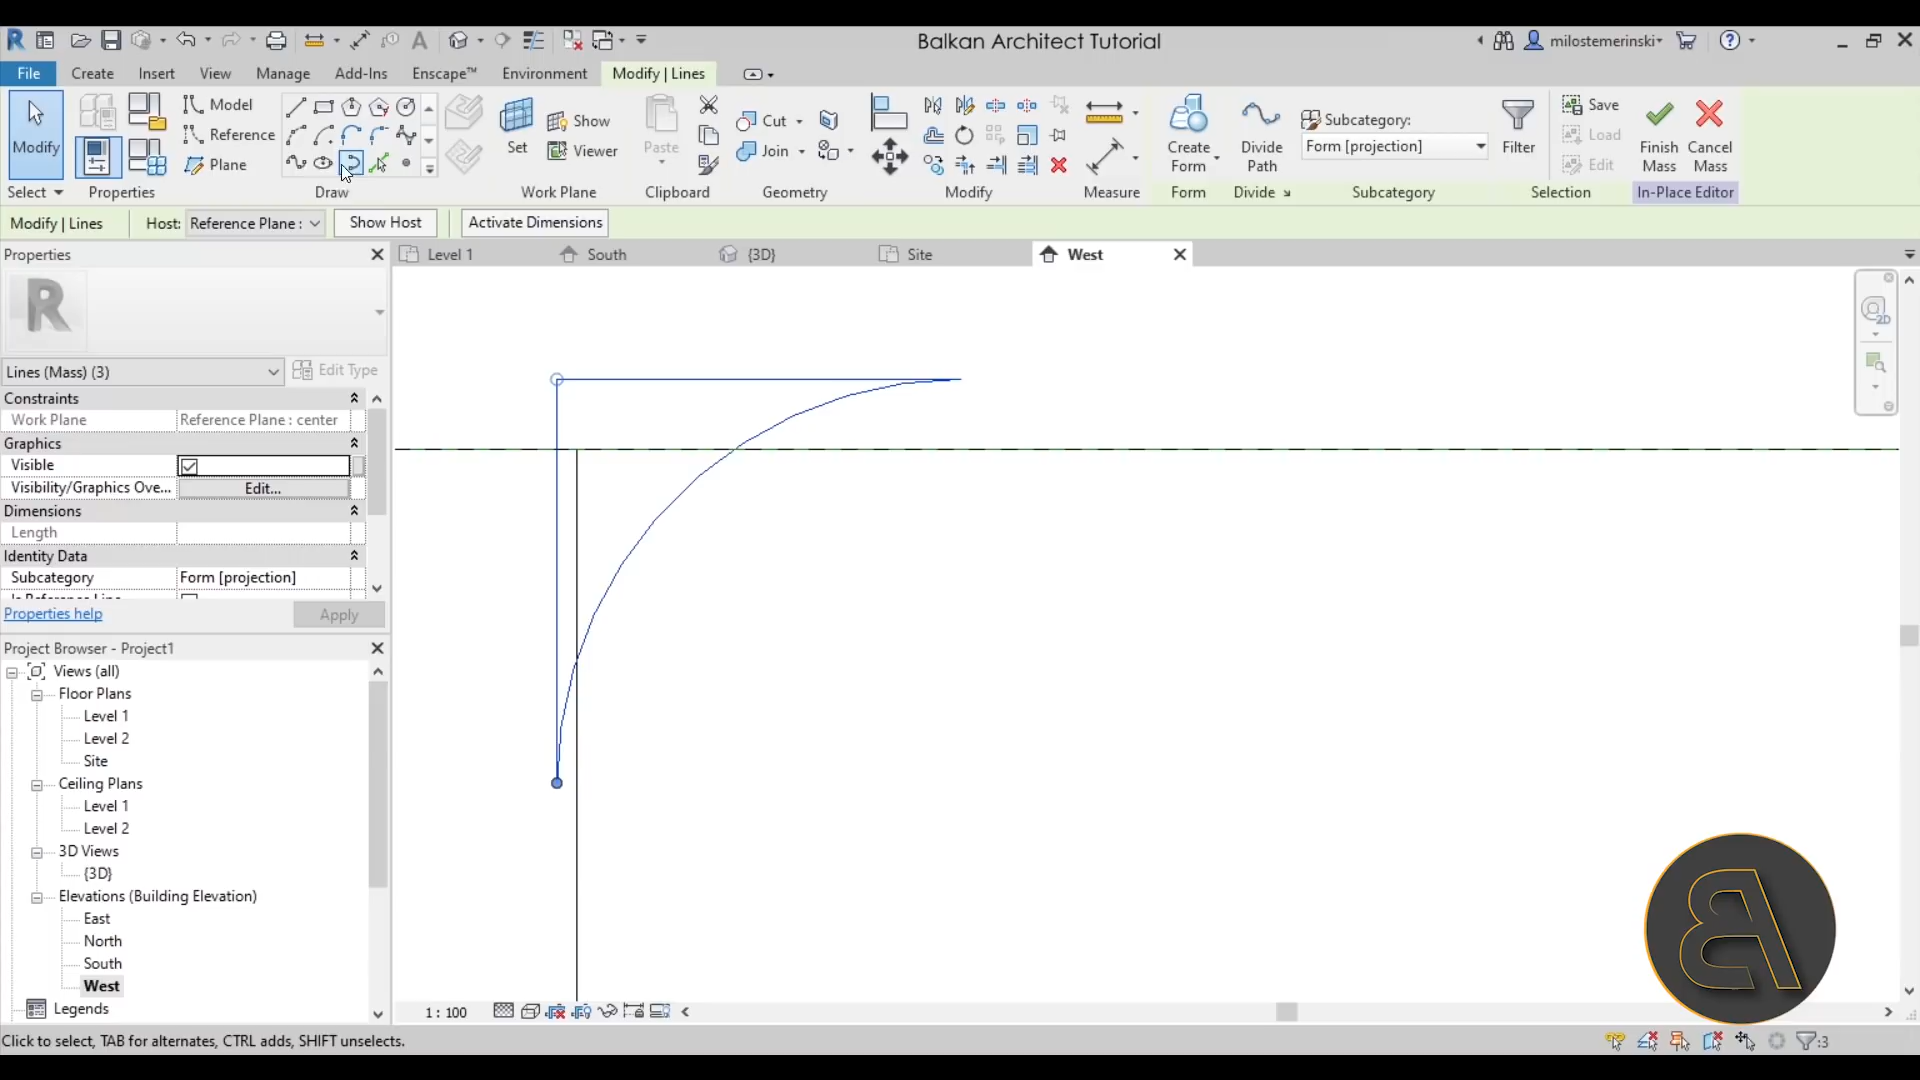 Balkan Architect Tutorial
milostemerinski
File Create Insert View Manage Add-Ins Enscape™ Environment Modify | Lines
Modify
Model
Reference
Plane
Set
Show
Viewer
Paste
Cut
Join
Create Form
Divide Path
Subcategory:
Form [projection]
Filter
Save
Load
Edit
Finish Mass
Cancel Mass
Select Properties Draw Work Plane Clipboard Geometry Modify Measure Form Divide Subcategory Selection In-Place Editor
Modify | Lines Host: Reference Plane : Show Host Activate Dimensions
Properties
Level 1 South {3D} Site West
R
Lines (Mass) (3) Edit Type
Constraints
Work Plane Reference Plane : center
Graphics
Visible
Visibility/Graphics Ove... Edit...
Dimensions
Length
Identity Data
Subcategory Form [projection]
Is Reference Line
Properties help Apply
Project Browser - Project1
Views (all)
Floor Plans
Level 1
Level 2
Site
Ceiling Plans
Level 1
Level 2
3D Views
{3D}
Elevations (Building Elevation)
East
North
South
West
Legends
1 : 100
Click to select, TAB for alternates, CTRL adds, SHIFT unselects.
:3
2D